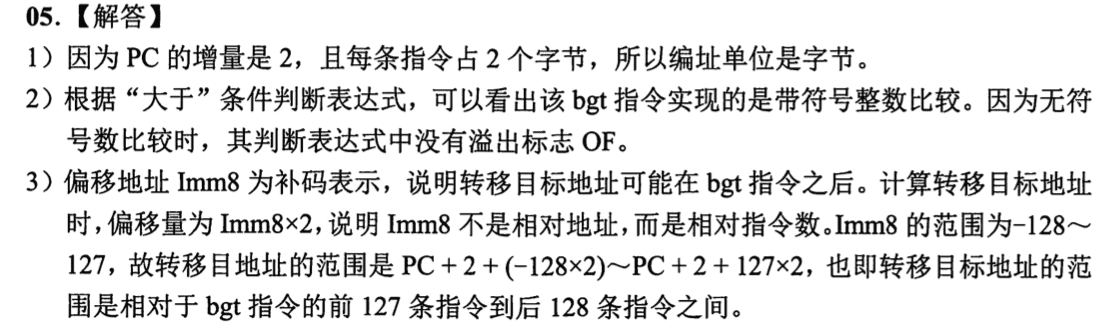 05.【解答】
1）因为 PC 的增量是 2，且每条指令占 2 个字节，所以编址单位是字节。
2）根据“大于”条件判断表达式，可以看出该 bgt 指令实现的是带符号整数比较。因为无符
号数比较时，其判断表达式中没有溢出标志 OF。
3）偏移地址 Imm8 为补码表示，说明转移目标地址可能在 bgt 指令之后。计算转移目标地址
时，偏移量为 Imm8×2，说明 Imm8 不是相对地址，而是相对指令数。Imm8 的范围为−128～
127，故转移目地址的范围是 PC + 2 + (−128×2)～PC + 2 + 127×2，也即转移目标地址的范
围是相对于 bgt 指令的前 127 条指令到后 128 条指令之间。